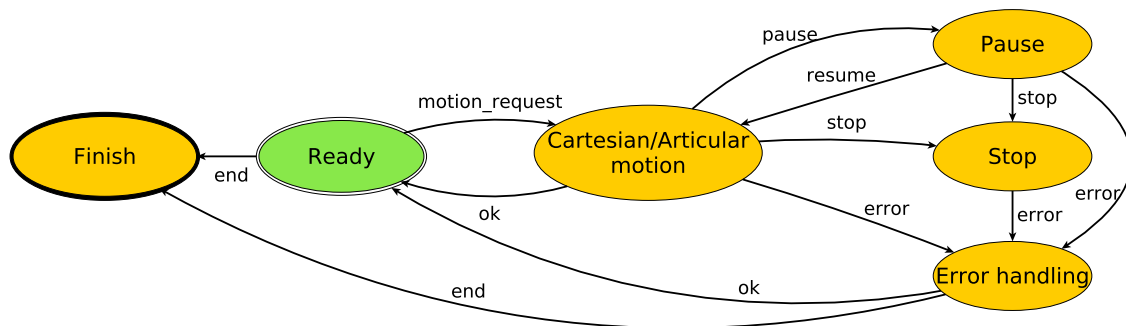 pause
Pause
resume
motion_request
stop
stop
Cartesian/Articular
motion
Finish
Ready
Stop
end
ok
error
error
error
Error handling
end
ok